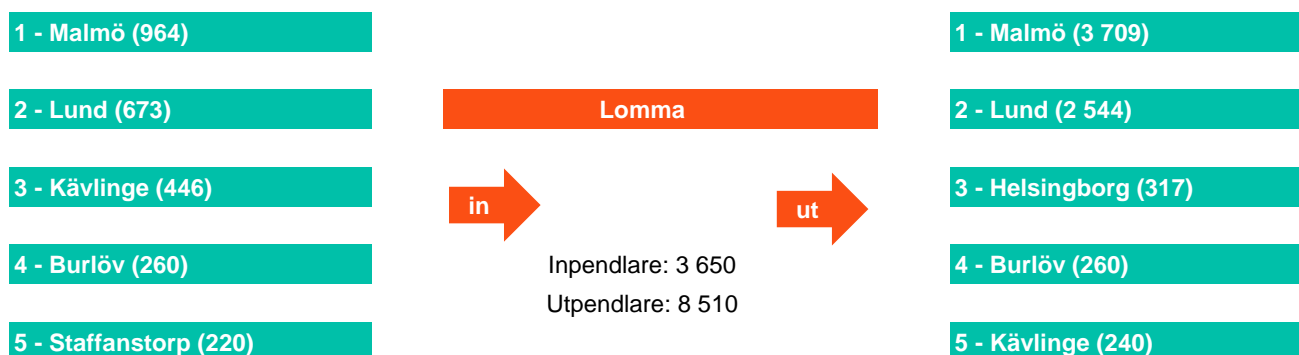 1 - Malmö (964)
2 - Lund (673)
3 - Kävlinge (446)
4 - Burlöv (260)
5 - Staffanstorp (220)
Lomma
in
ut
Inpendlare: 3 650
Utpendlare: 8 510
1 - Malmö (3 709)
2 - Lund (2 544)
3 - Helsingborg (317)
4 - Burlöv (260)
5 - Kävlinge (240)